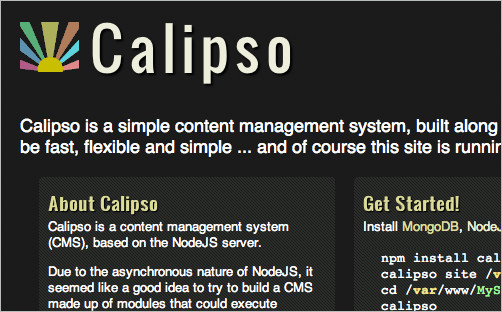 Calipso
Calipso is a simple content management system, built along
be fast, flexible and simple ... and of course this site is runnin
About Calipso
Calipso is a content management system
(CMS), based on the NodeJS server.
Due to the asynchronous nature of NodeJS, it
seemed like a good idea to try to build a CMS
made up of modules that could execute
Get Started!
Install MongoDB, NodeJ
npm install cal
calipso site /v
cd /var/www/MyS
calipso